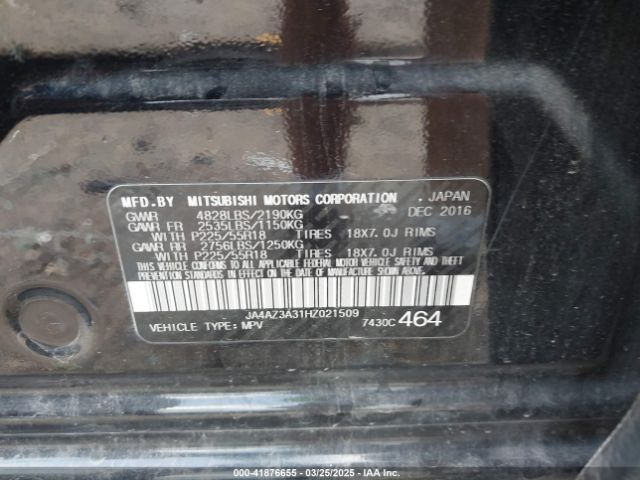 MFD.BY MITSUBISHI MOTORS CORPORATION, JAPAN
GVWR 4828LBS/2190KG DEC 2016
GAWR FR 2535LBS/1150KG
WITH P225/55R18 TIRES 18X7.0J RIMS
GAWR RR 2756LBS/1250KG
WITH P225/55R18 TIRES 18X7.0J RIMS
THIS VEHICLE CONFORMS TO ALL APPLICABLE FEDERAL MOTOR VEHICLE SAFETY AND THEFT
PREVENTION STANDARDS IN EFFECT ON THE DATE OF MANUFACTURE SHOWN ABOVE.
JA4AZ3A31HZ021509
VEHICLE TYPE: MPV 7430C 464
000-41876655 --- 03/25/2025 --- IAA Inc.